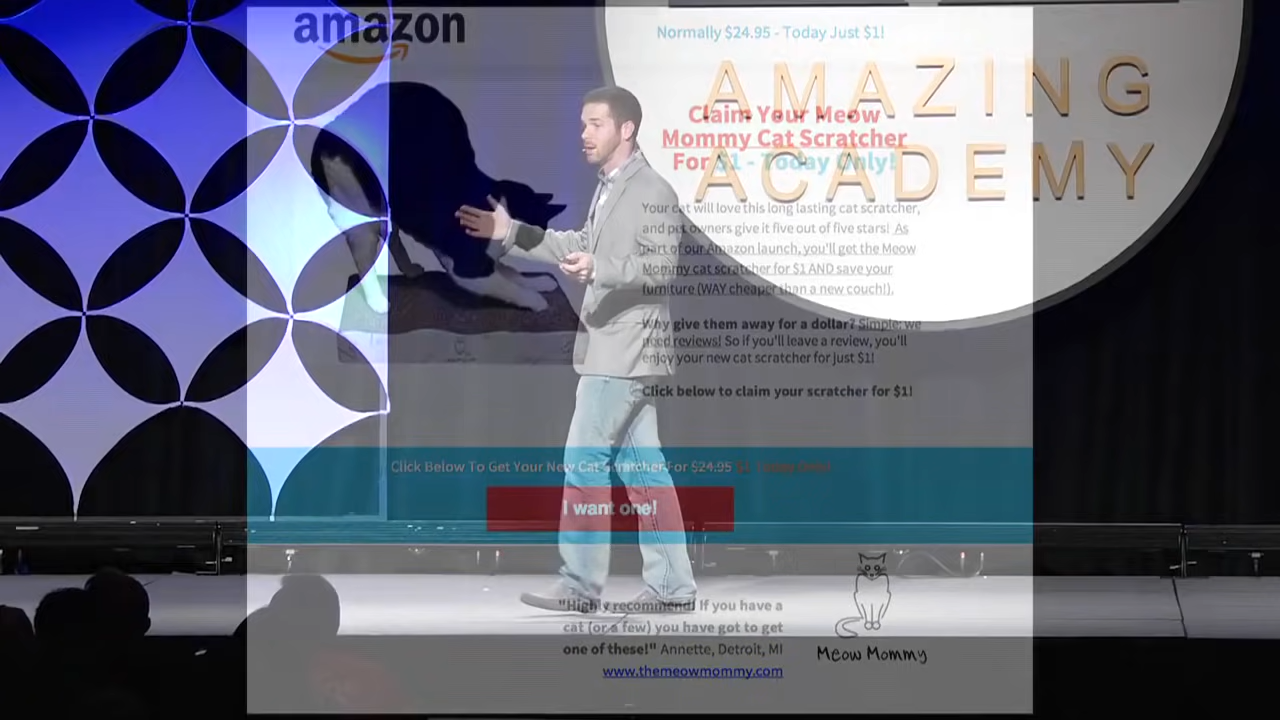 amazon
Normally $24.95 - Today Just $1!
AMAZING
ACADEMY
Claim Your Meow
Mommy Cat Scratcher
For $1 - Today Only!
Your cat will love this long lasting cat scratcher,
and pet owners give it five out of five stars! As
part of our Amazon launch, you'll get the Meow
Mommy cat scratcher for $1 AND save your
furniture (WAY cheaper than a new couch!).
Why give them away for a dollar? Simple: we
need reviews! So if you'll leave a review, you'll
enjoy your new cat scratcher for just $1!
Click below to claim your scratcher for $1!
Click Below To Get Your New Cat Scratcher For $24.95 $1 Today Only!
I want one!
"Highly recommend! If you have a
cat (or a few) you have got to get
one of these!" Annette, Detroit, MI
www.themeowmommy.com
Meow Mommy